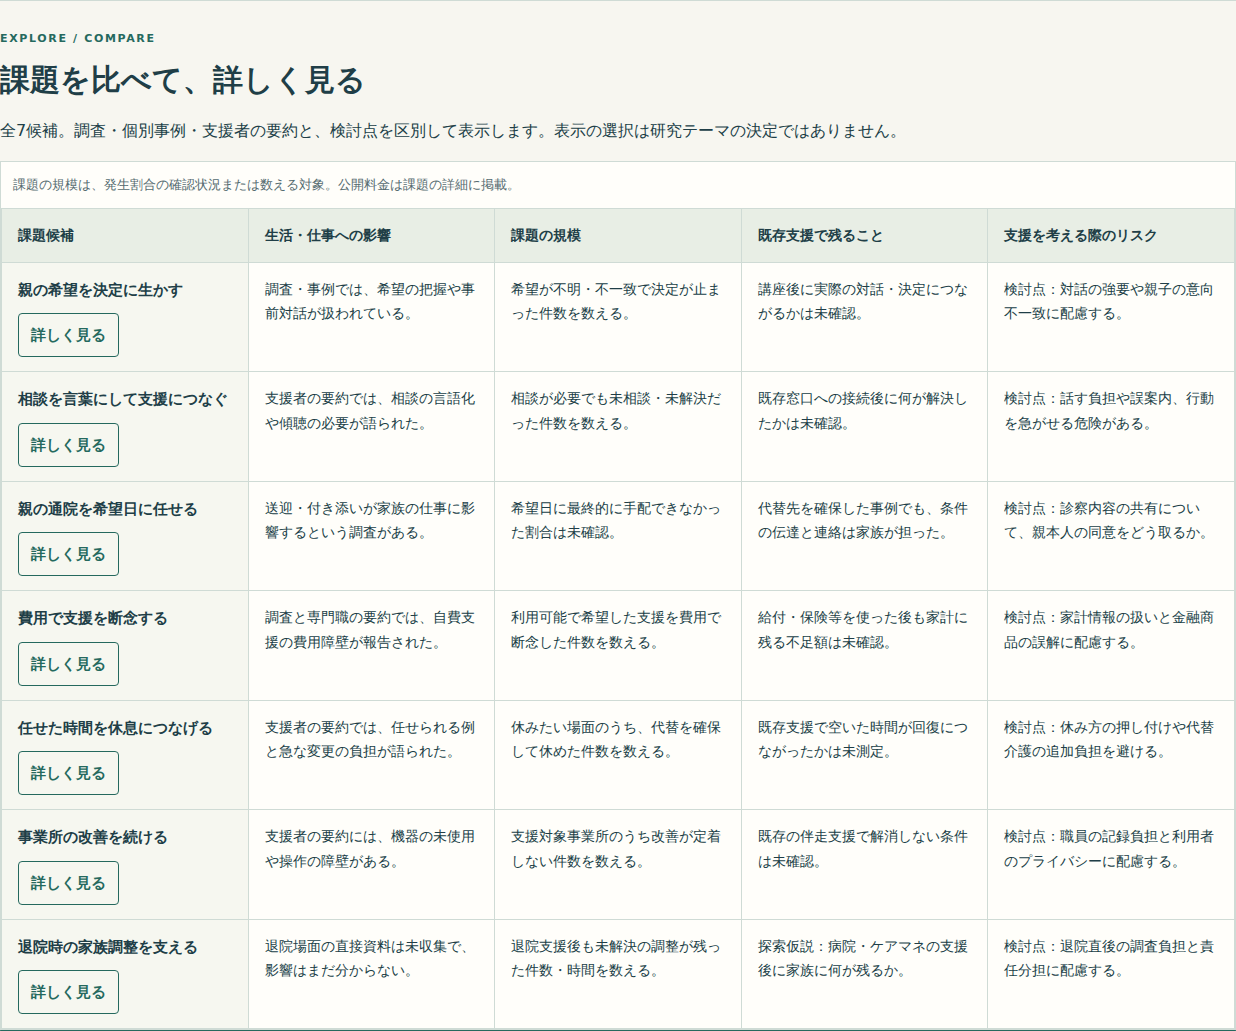 EXPLORE / COMPARE
課題を比べて、詳しく見る
全7候補。調査・個別事例・支援者の要約と、検討点を区別して表示します。表示の選択は研究テーマの決定ではありません。
課題の規模は、発生割合の確認状況または数える対象。公開料金は課題の詳細に掲載。
課題候補
生活・仕事への影響
課題の規模
既存支援で残ること
支援を考える際のリスク
親の希望を決定に生かす
詳しく見る
調査・事例では、希望の把握や事
前対話が扱われている。
希望が不明・不一致で決定が止ま
った件数を数える。
講座後に実際の対話・決定につな
がるかは未確認。
検討点：対話の強要や親子の意向
不一致に配慮する。
相談を言葉にして支援につなぐ
詳しく見る
支援者の要約では、相談の言語化
や傾聴の必要が語られた。
相談が必要でも未相談・未解決だ
った件数を数える。
既存窓口への接続後に何が解決し
たかは未確認。
検討点：話す負担や誤案内、行動
を急がせる危険がある。
親の通院を希望日に任せる
詳しく見る
送迎・付き添いが家族の仕事に影
響するという調査がある。
希望日に最終的に手配できなかっ
た割合は未確認。
代替先を確保した事例でも、条件
の伝達と連絡は家族が担った。
検討点：診察内容の共有につい
て、親本人の同意をどう取るか。
費用で支援を断念する
詳しく見る
調査と専門職の要約では、自費支
援の費用障壁が報告された。
利用可能で希望した支援を費用で
断念した件数を数える。
給付・保険等を使った後も家計に
残る不足額は未確認。
検討点：家計情報の扱いと金融商
品の誤解に配慮する。
任せた時間を休息につなげる
詳しく見る
支援者の要約では、任せられる例
と急な変更の負担が語られた。
休みたい場面のうち、代替を確保
して休めた件数を数える。
既存支援で空いた時間が回復につ
ながったかは未測定。
検討点：休み方の押し付けや代替
介護の追加負担を避ける。
事業所の改善を続ける
詳しく見る
支援者の要約には、機器の未使用
や操作の障壁がある。
支援対象事業所のうち改善が定着
しない件数を数える。
既存の伴走支援で解消しない条件
は未確認。
検討点：職員の記録負担と利用者
のプライバシーに配慮する。
退院時の家族調整を支える
詳しく見る
退院場面の直接資料は未収集で、
影響はまだ分からない。
退院支援後も未解決の調整が残っ
た件数・時間を数える。
探索仮説：病院・ケアマネの支援
後に家族に何が残るか。
検討点：退院直後の調査負担と責
任分担に配慮する。